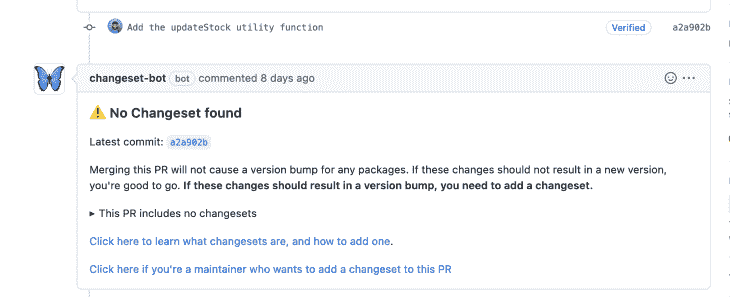 Add the updateStock utility function Verified a2a902b
changeset-bot bot commented 8 days ago
No Changeset found
Latest commit: a2a902b
Merging this PR will not cause a version bump for any packages. If these changes should not result in a new version,
you're good to go. If these changes should result in a version bump, you need to add a changeset.
▸ This PR includes no changesets
Click here to learn what changesets are, and how to add one.
Click here if you're a maintainer who wants to add a changeset to this PR